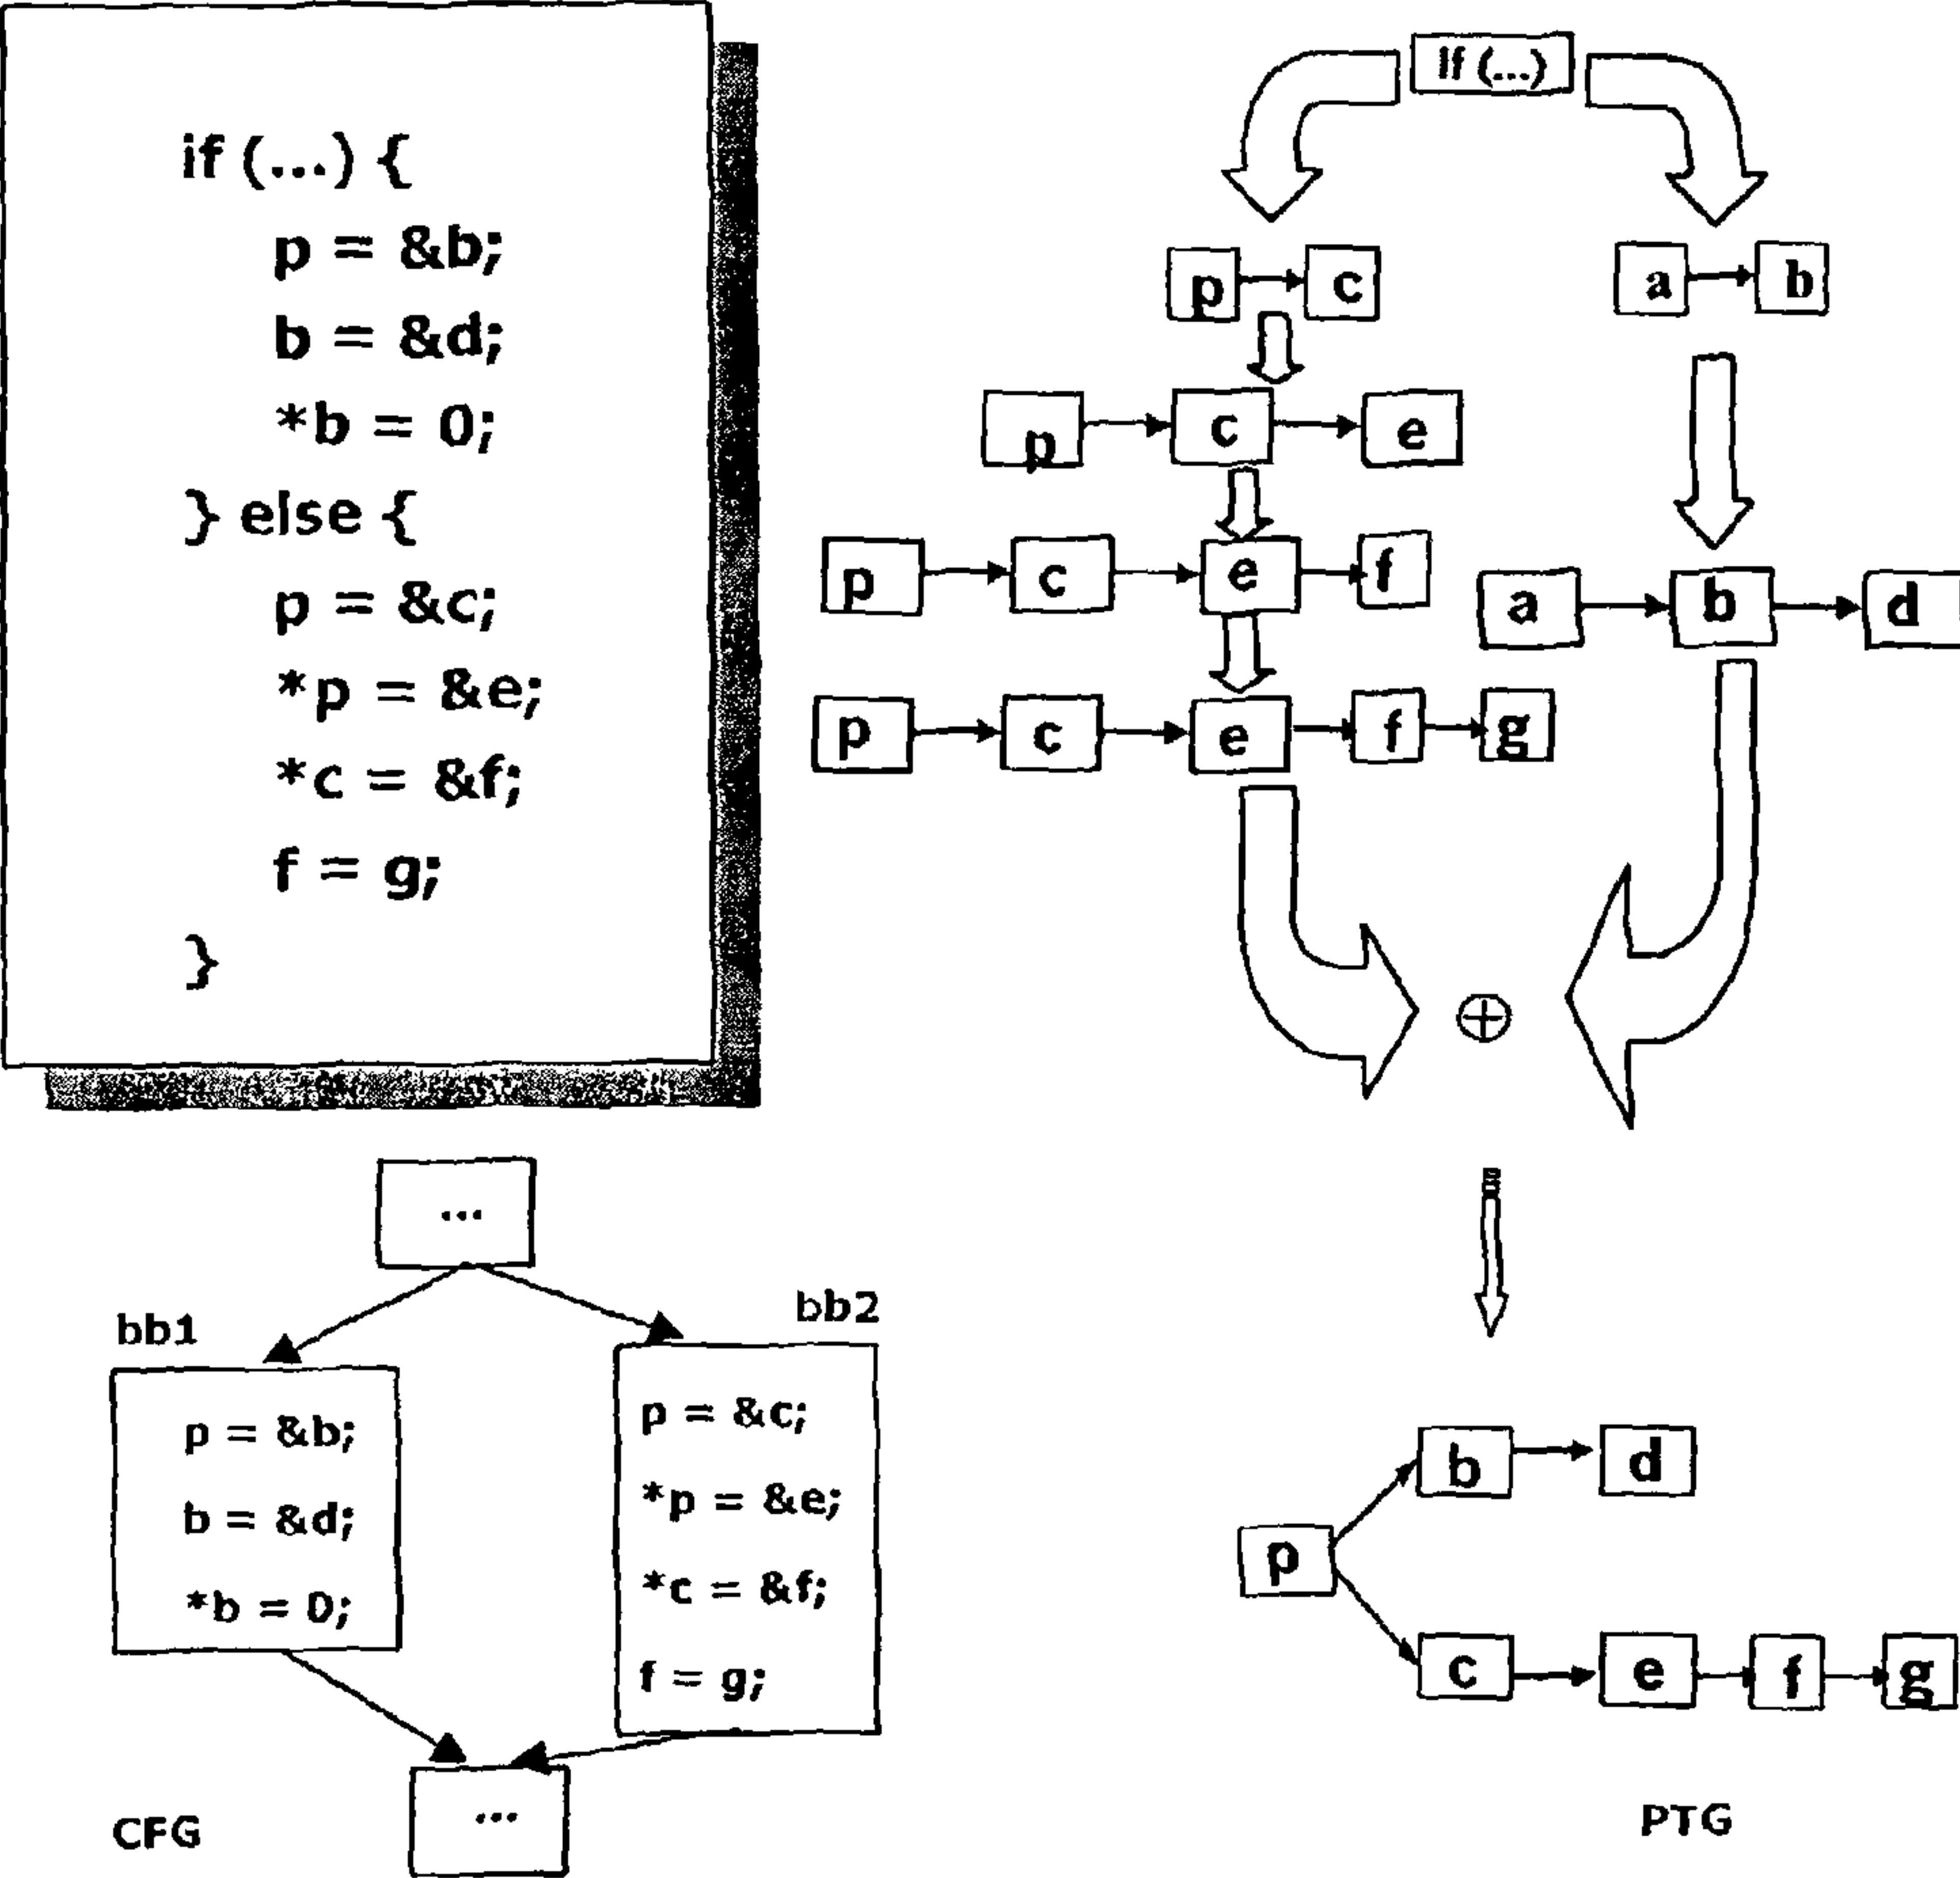 if (...) {
p = &b;
b = &d;
*b = 0;
} else {
p = &c;
*p = &e;
*c = &f;
f = g;
}
If (...)
p c
a b
p c e
p c e f
a b d
p c e f g
...
bb1
bb2
p = &b;
b = &d;
*b = 0;
p = &c;
*p = &e;
*c = &f;
f = g;
...
CFG
b d
p
c e f g
PTG